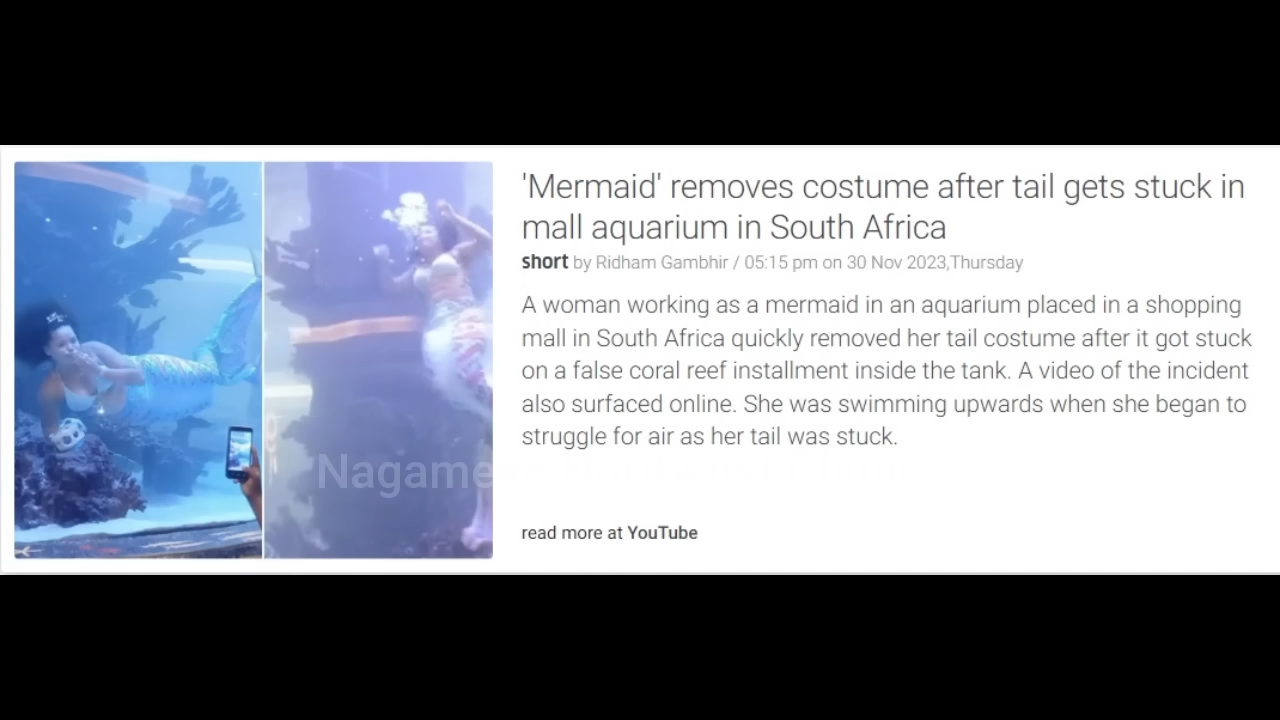 'Mermaid' removes costume after tail gets stuck in
mall aquarium in South Africa
short by Ridham Gambhir / 05:15 pm on 30 Nov 2023,Thursday
A woman working as a mermaid in an aquarium placed in a shopping
mall in South Africa quickly removed her tail costume after it got stuck
on a false coral reef installment inside the tank. A video of the incident
also surfaced online. She was swimming upwards when she began to
struggle for air as her tail was stuck.
read more at YouTube